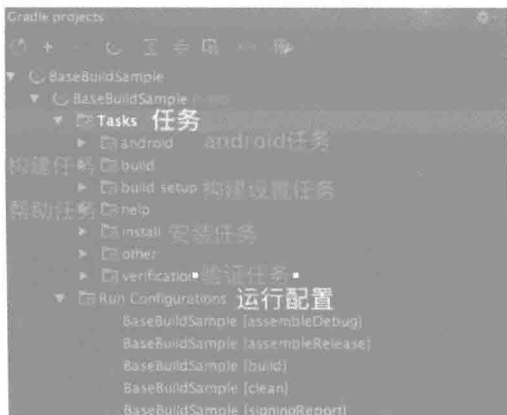 Gradle projects
BaseBuildSample
BaseBuildSample
Tasks 任务
android android任务
构建任务 build
build setup 构建设置任务
帮助任务 help
install 安装任务
other
verification 验证任务
Run Configurations 运行配置
BaseBuildSample [assembleDebug]
BaseBuildSample [assembleRelease]
BaseBuildSample [build]
BaseBuildSample [clean]
BaseBuildSample [signingReport]